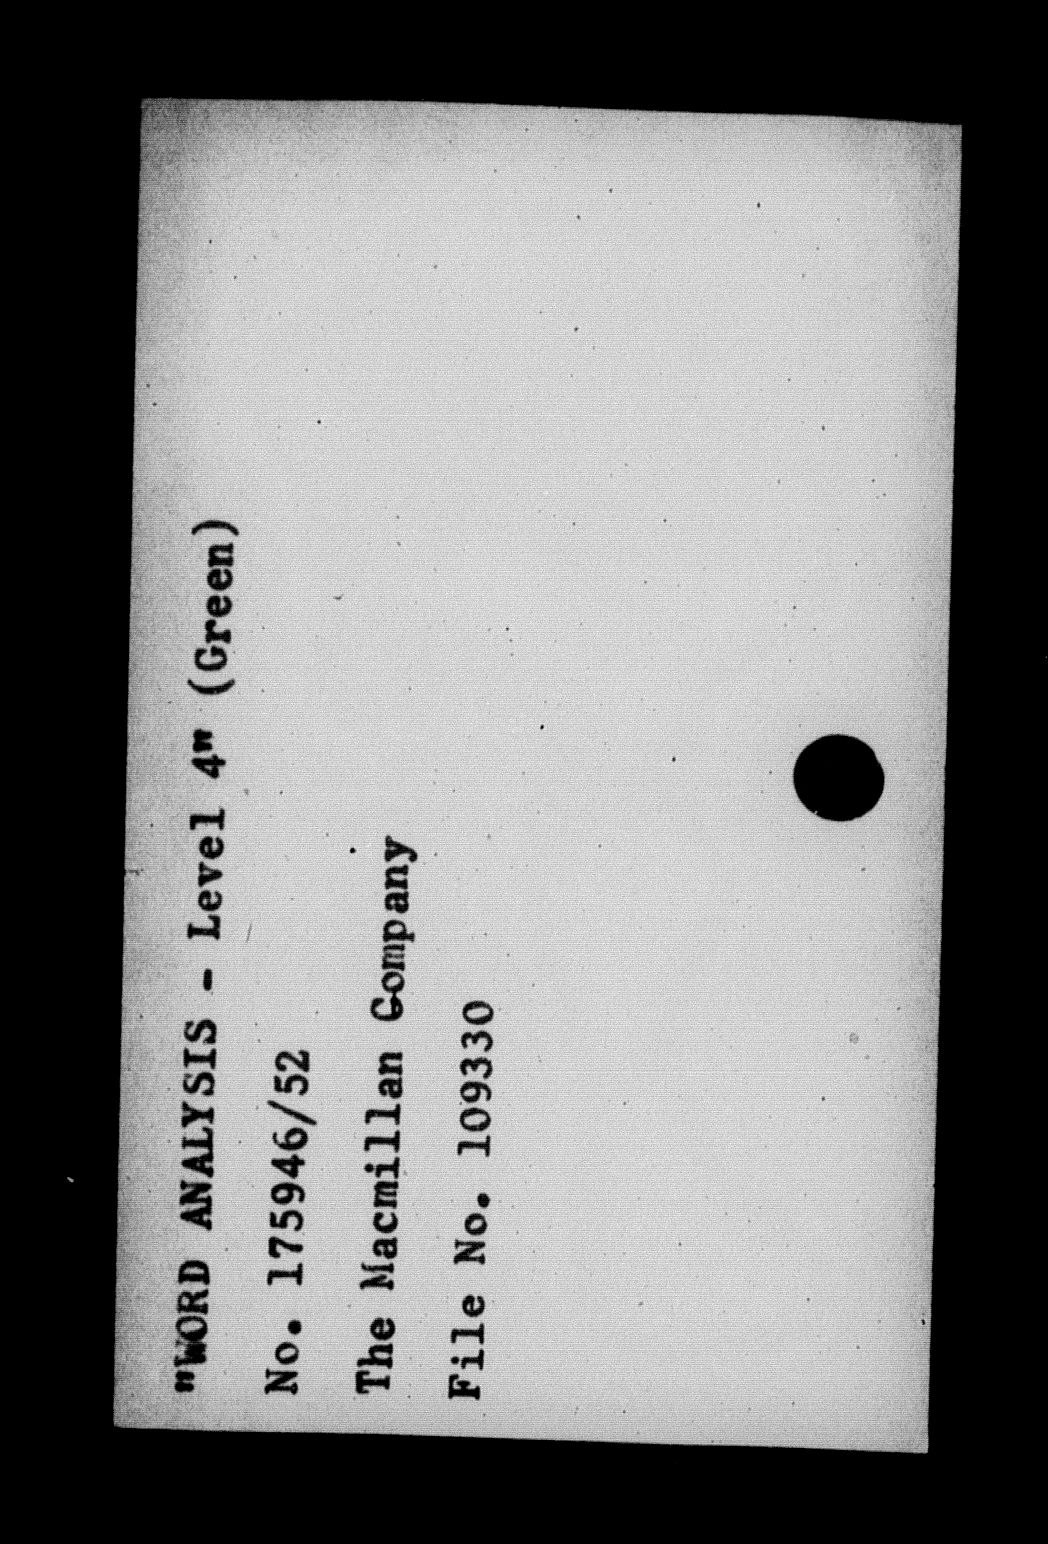 "WORD ANALYSIS - Level 4" (Green)
No. 175946/52
The Macmillan Company
File No. 109330